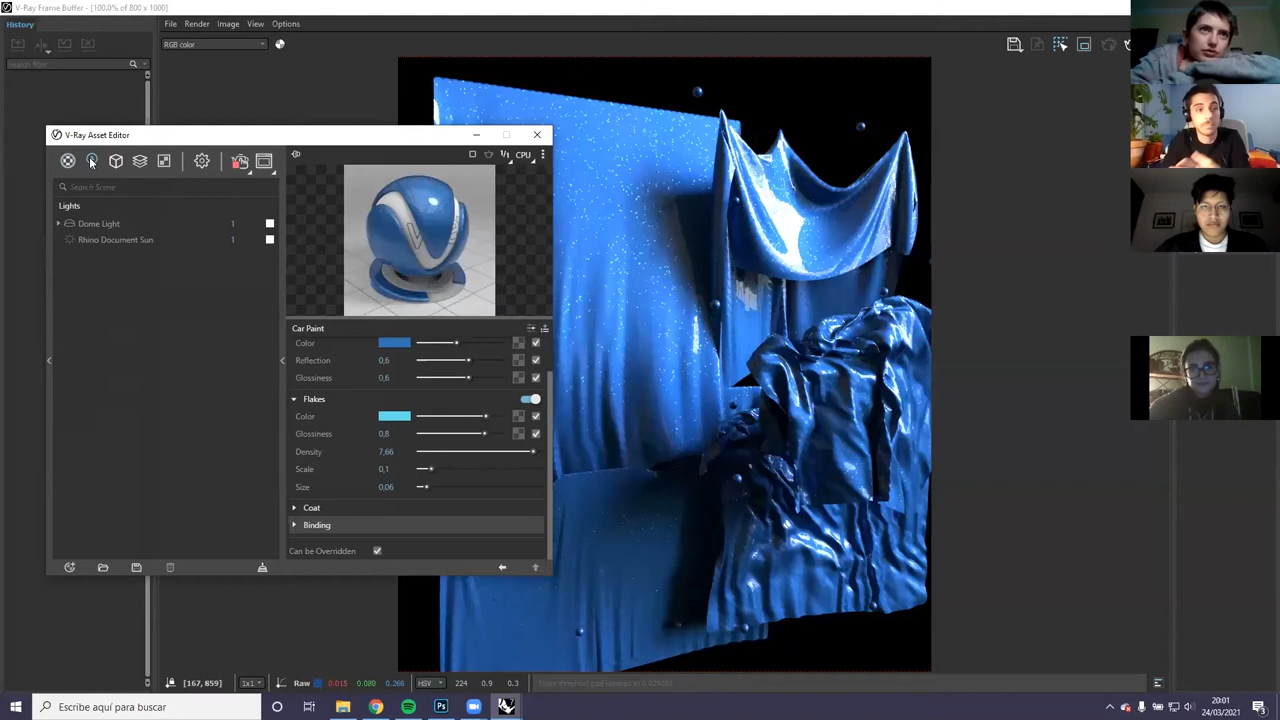 V-Ray Frame Buffer - [100.0% of 800 x 1000]
History
File Render Image View Options
RGB color
Search filter
V-Ray Asset Editor
1/1 CPU
Search Scene
Lights
Dome Light 1
Rhino Document Sun 1
Car Paint
Color
Reflection 0,6
Glossiness 0,6
Flakes
Color
Glossiness 0,8
Density 7,66
Scale 0,1
Size 0,06
Coat
Binding
Can be Overridden
[167, 859] 1x1 Raw 0.015 0.080 0.266 HSV 224 0.9 0.3
Escribe aquí para buscar
20:01
24/03/2021